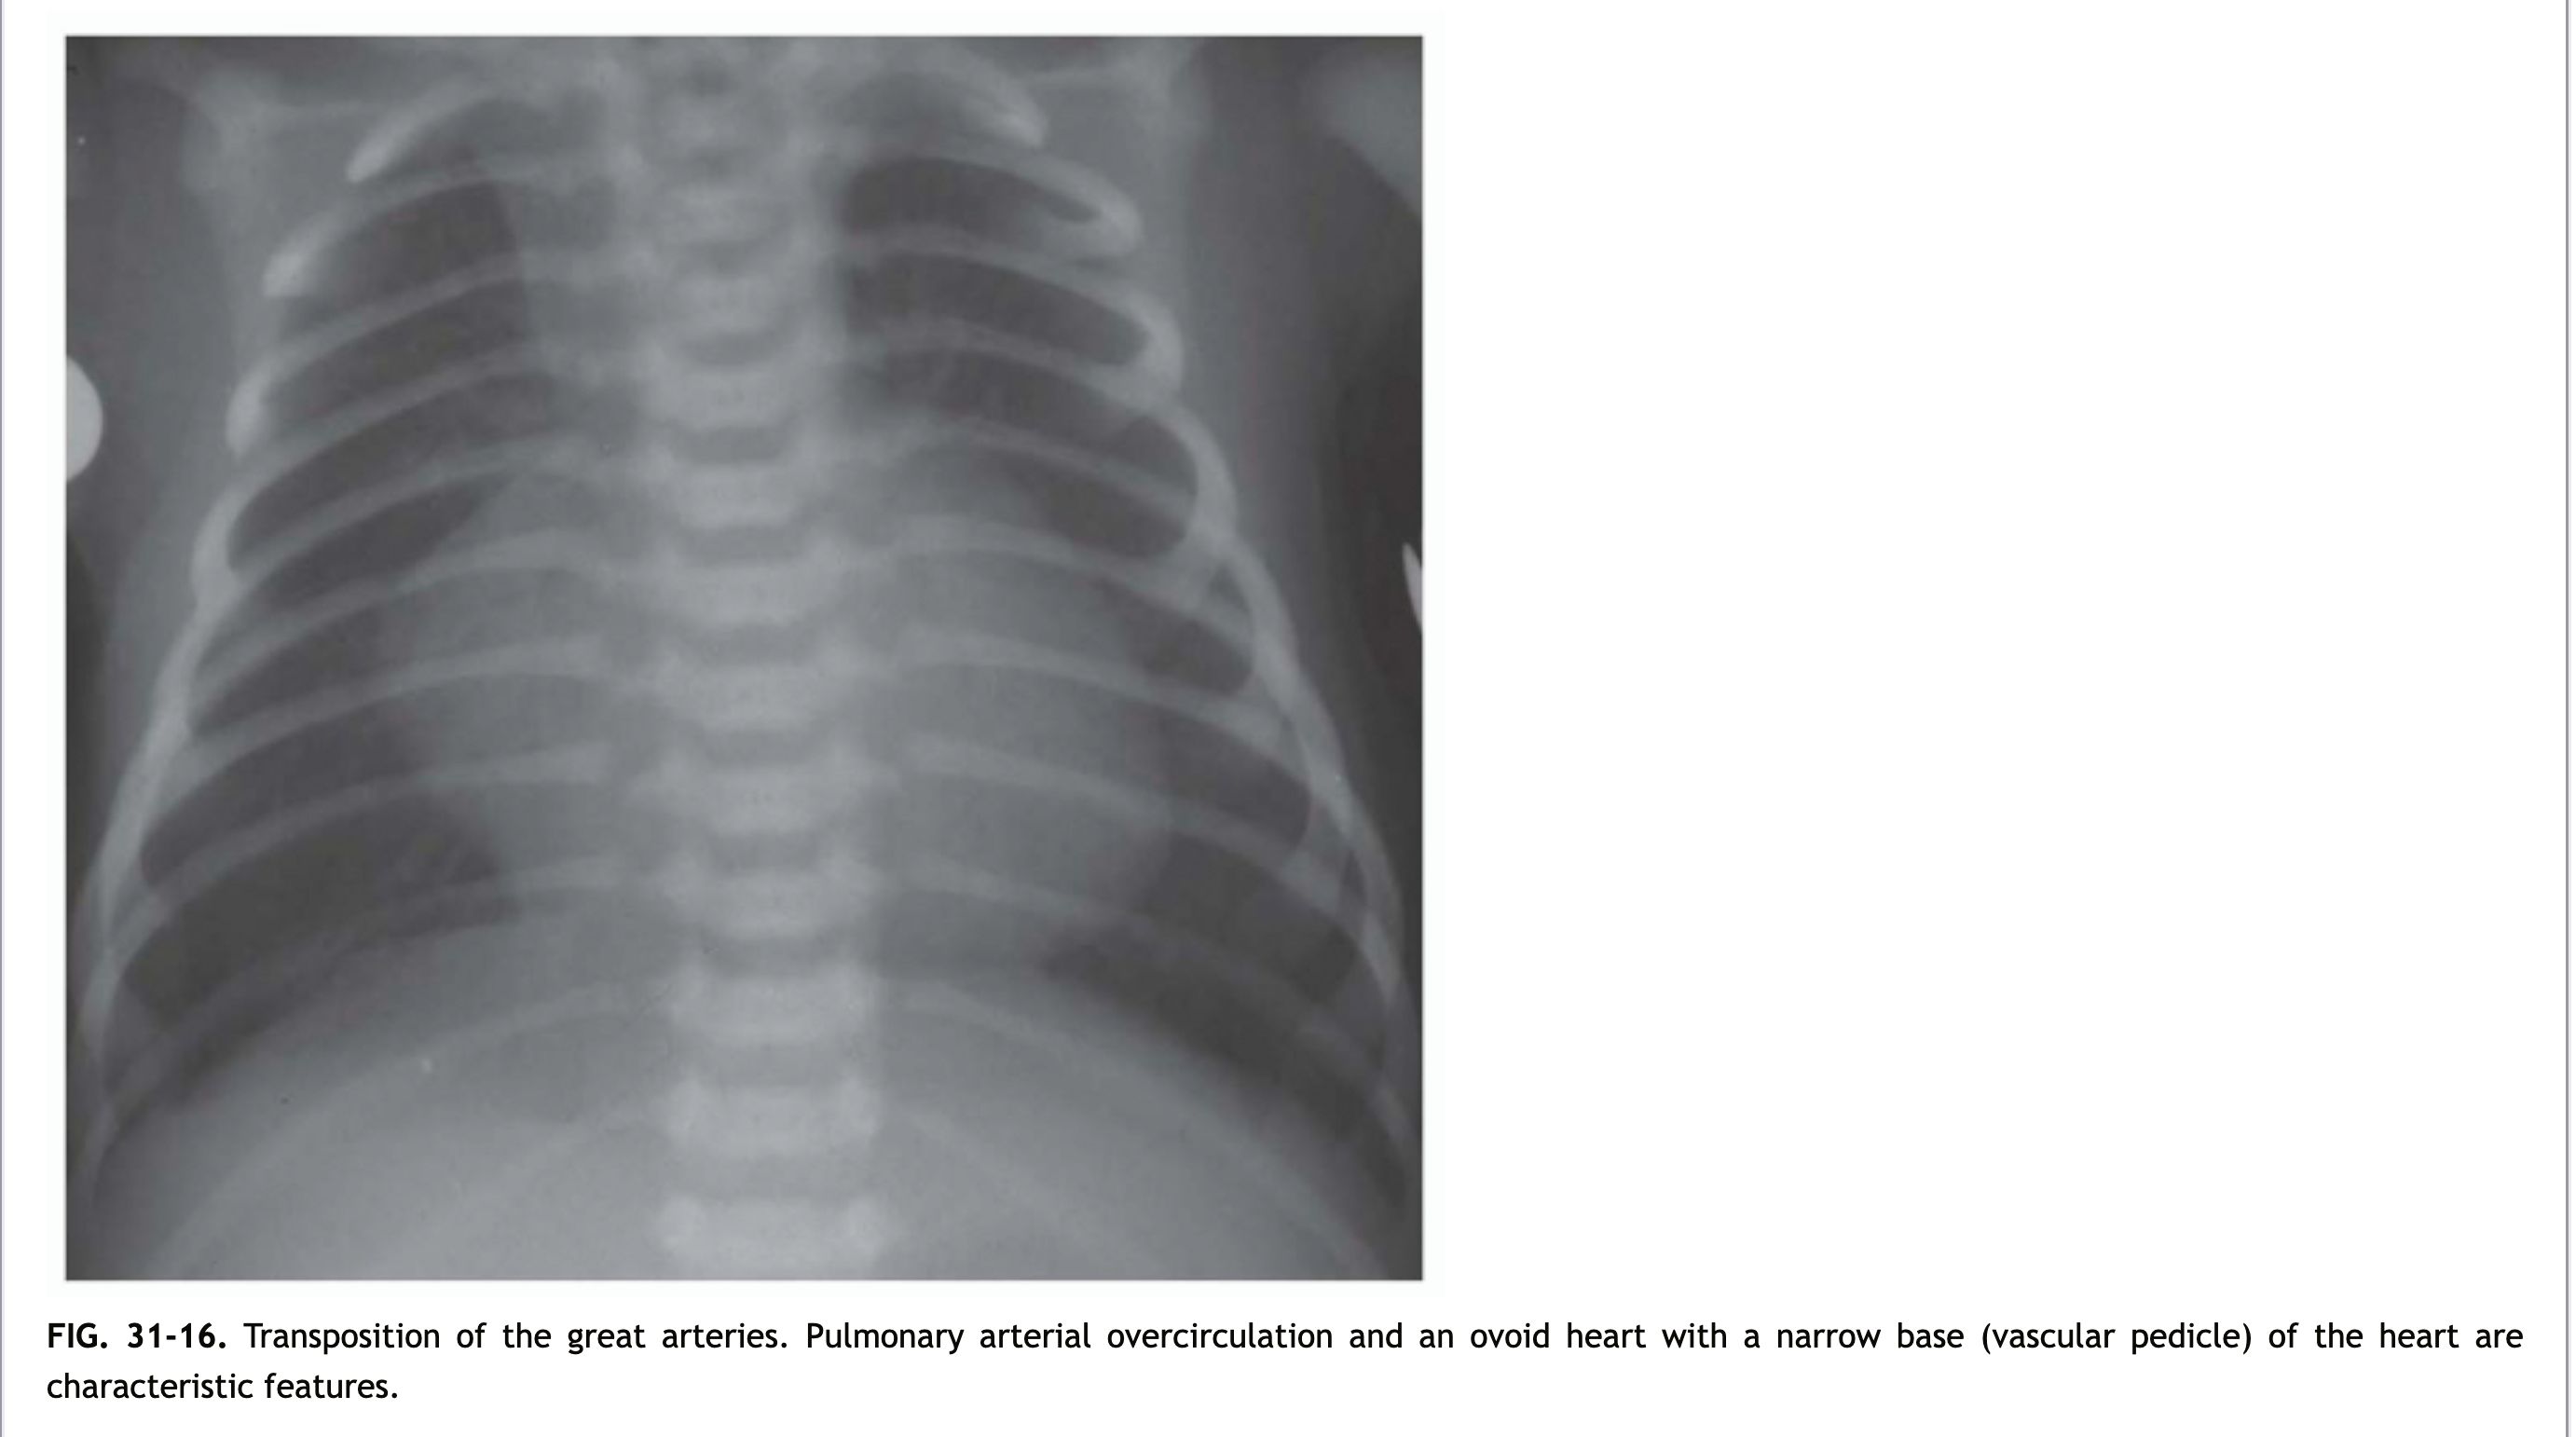 FIG. 31-16. Transposition of the great arteries. Pulmonary arterial overcirculation and an ovoid heart with a narrow base (vascular pedicle) of the heart are
characteristic features.